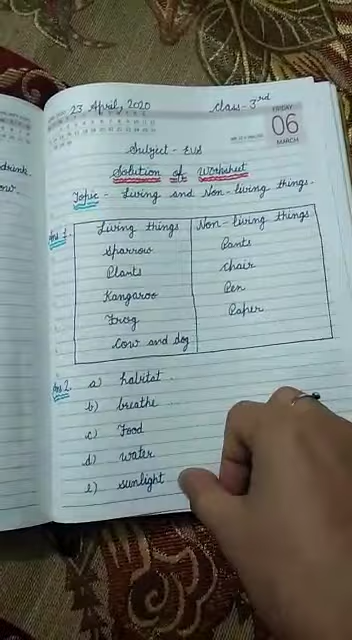 23 April, 2020 Class - 3rd
FRIDAY
06
MARCH
Subject - EVS
Solution of Worksheet
Topic - Living and Non-living things.
Ans 1. Living things Non-living things
Sparrow Pants
Plants Chair
Kangaroo Pen
Frog Paper
Cow and dog
Ans 2. a) habitat.
b) breathe
c) Food
d) water
e) sunlight
drink
ow.